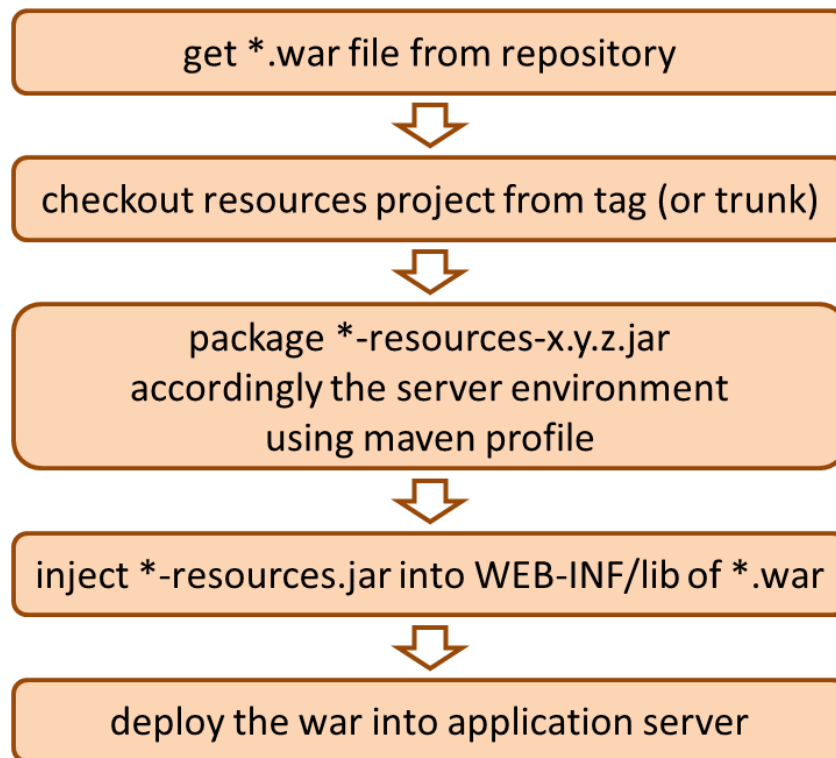 get *.war file from repository
checkout resources project from tag (or trunk)
package *-resources-x.y.z.jar
accordingly the server environment
using maven profile
inject *-resources.jar into WEB-INF/lib of *.war
deploy the war into application server